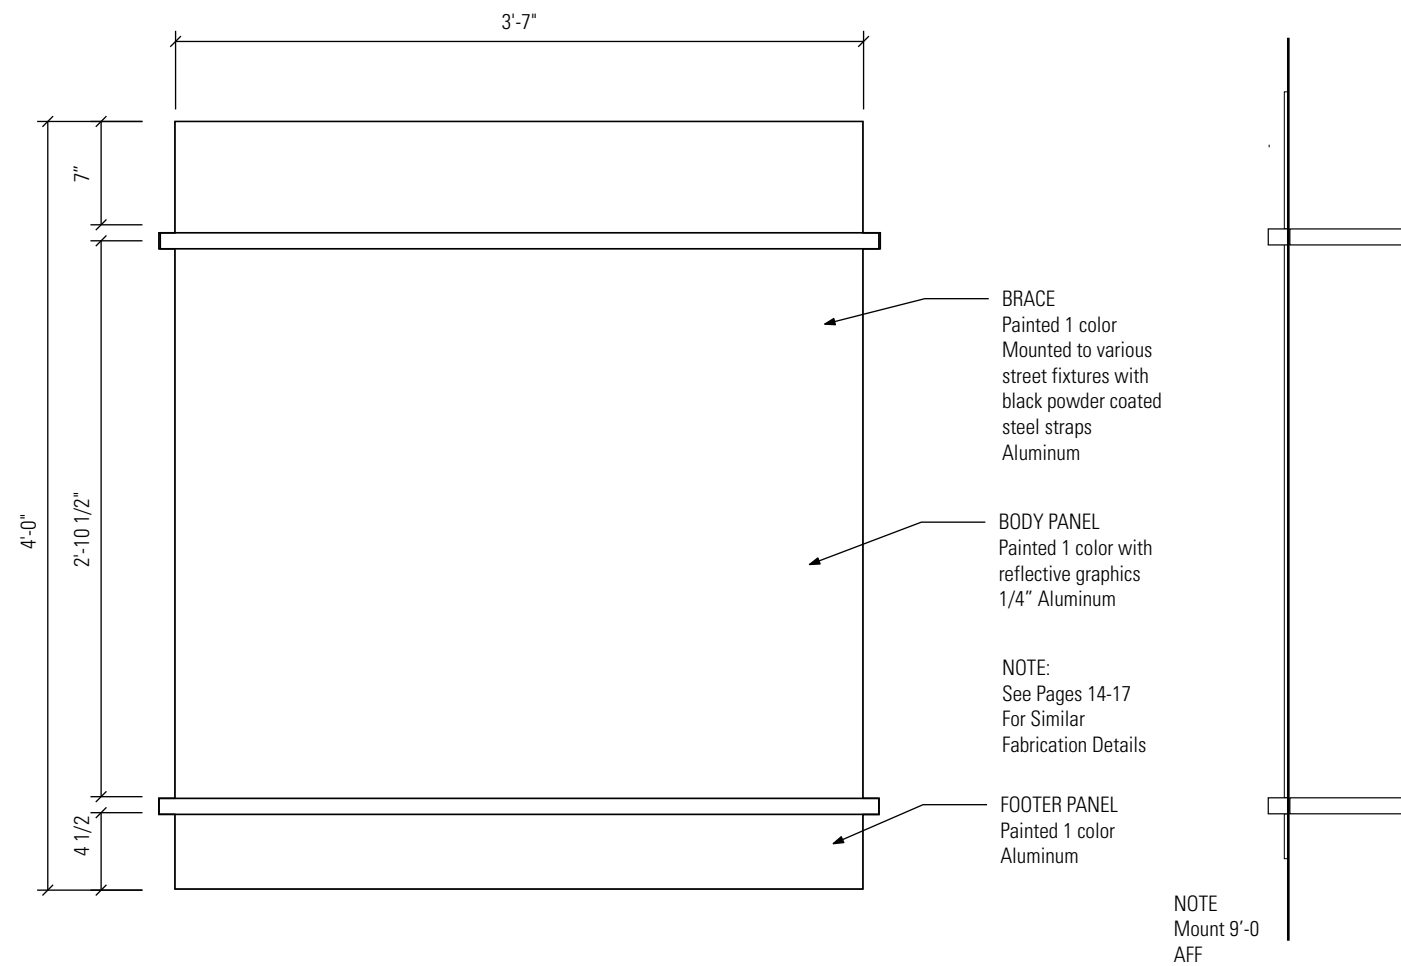 3'-7"
7”
2'-10 1/2"
4'-0"
4 1/2
BRACE
Painted 1 color
Mounted to various
street fixtures with
black powder coated
steel straps
Aluminum
BODY PANEL
Painted 1 color with
reflective graphics
1/4” Aluminum
NOTE:
See Pages 14-17
For Similar
Fabrication Details
FOOTER PANEL
Painted 1 color
Aluminum
NOTE
Mount 9’-0
AFF